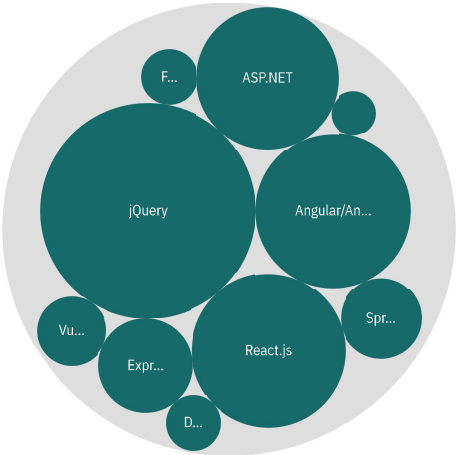 F...
ASP.NET
jQuery
Angular/An...
Vu...
Spr...
Expr...
React.js
D...